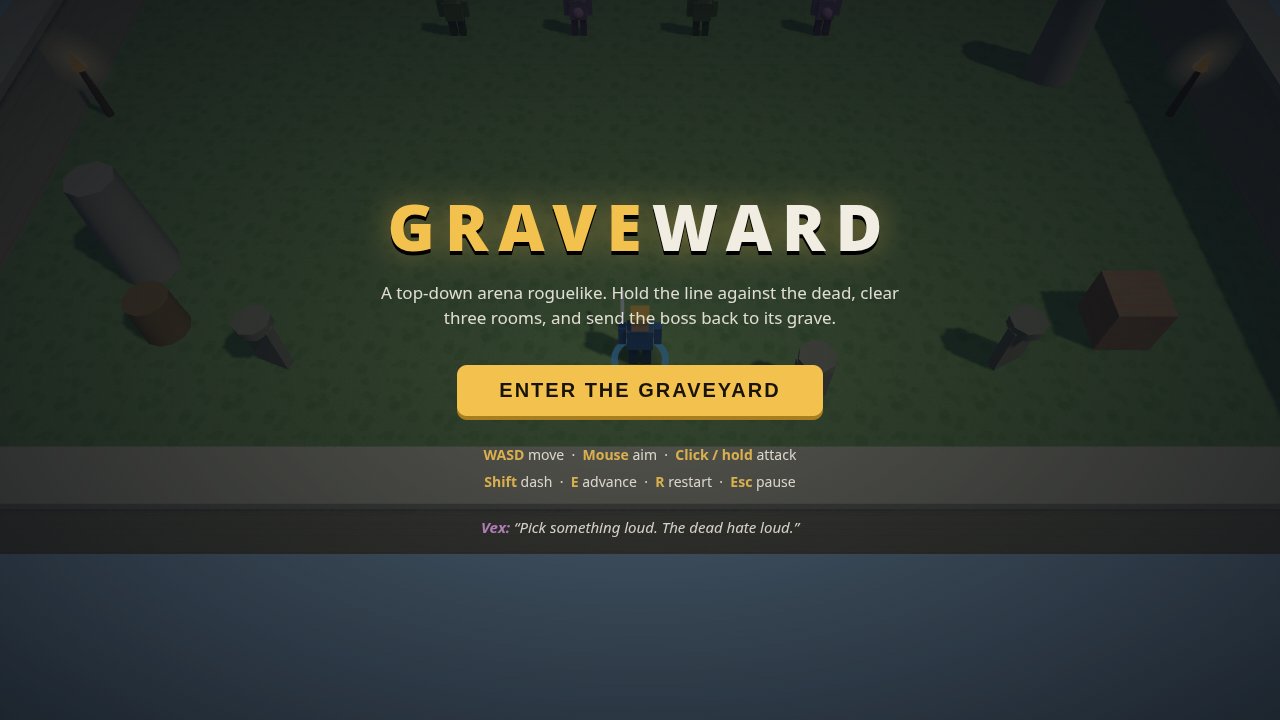 GRAVEWARD
A top-down arena roguelike. Hold the line against the dead, clear
three rooms, and send the boss back to its grave.
ENTER THE GRAVEYARD
WASD move · Mouse aim · Click / hold attack
Shift dash · E advance · R restart · Esc pause
Vex: “Pick something loud. The dead hate loud.”